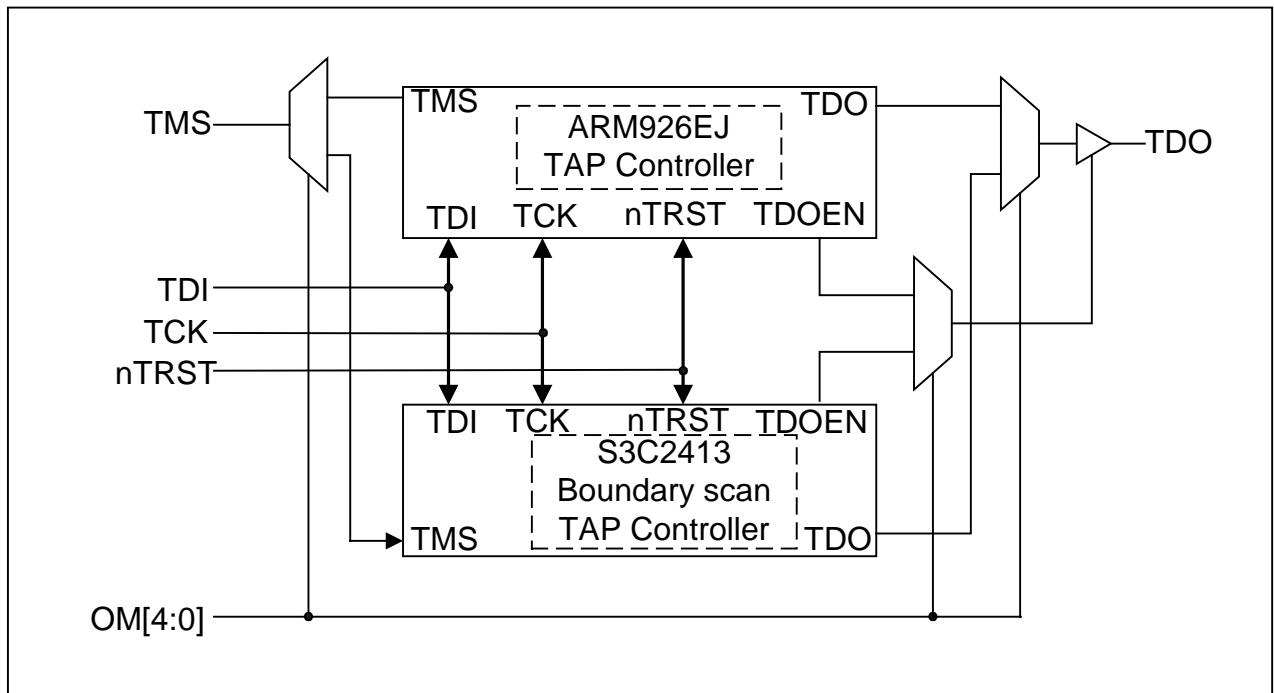 TMS
TMS
ARM926EJ
TAP Controller
TDO
TDO
TDI
TCK
nTRST
TDOEN
TDI
TCK
nTRST
TDI
TCK
nTRST
TDOEN
S3C2413
Boundary scan
TAP Controller
TMS
TDO
OM[4:0]